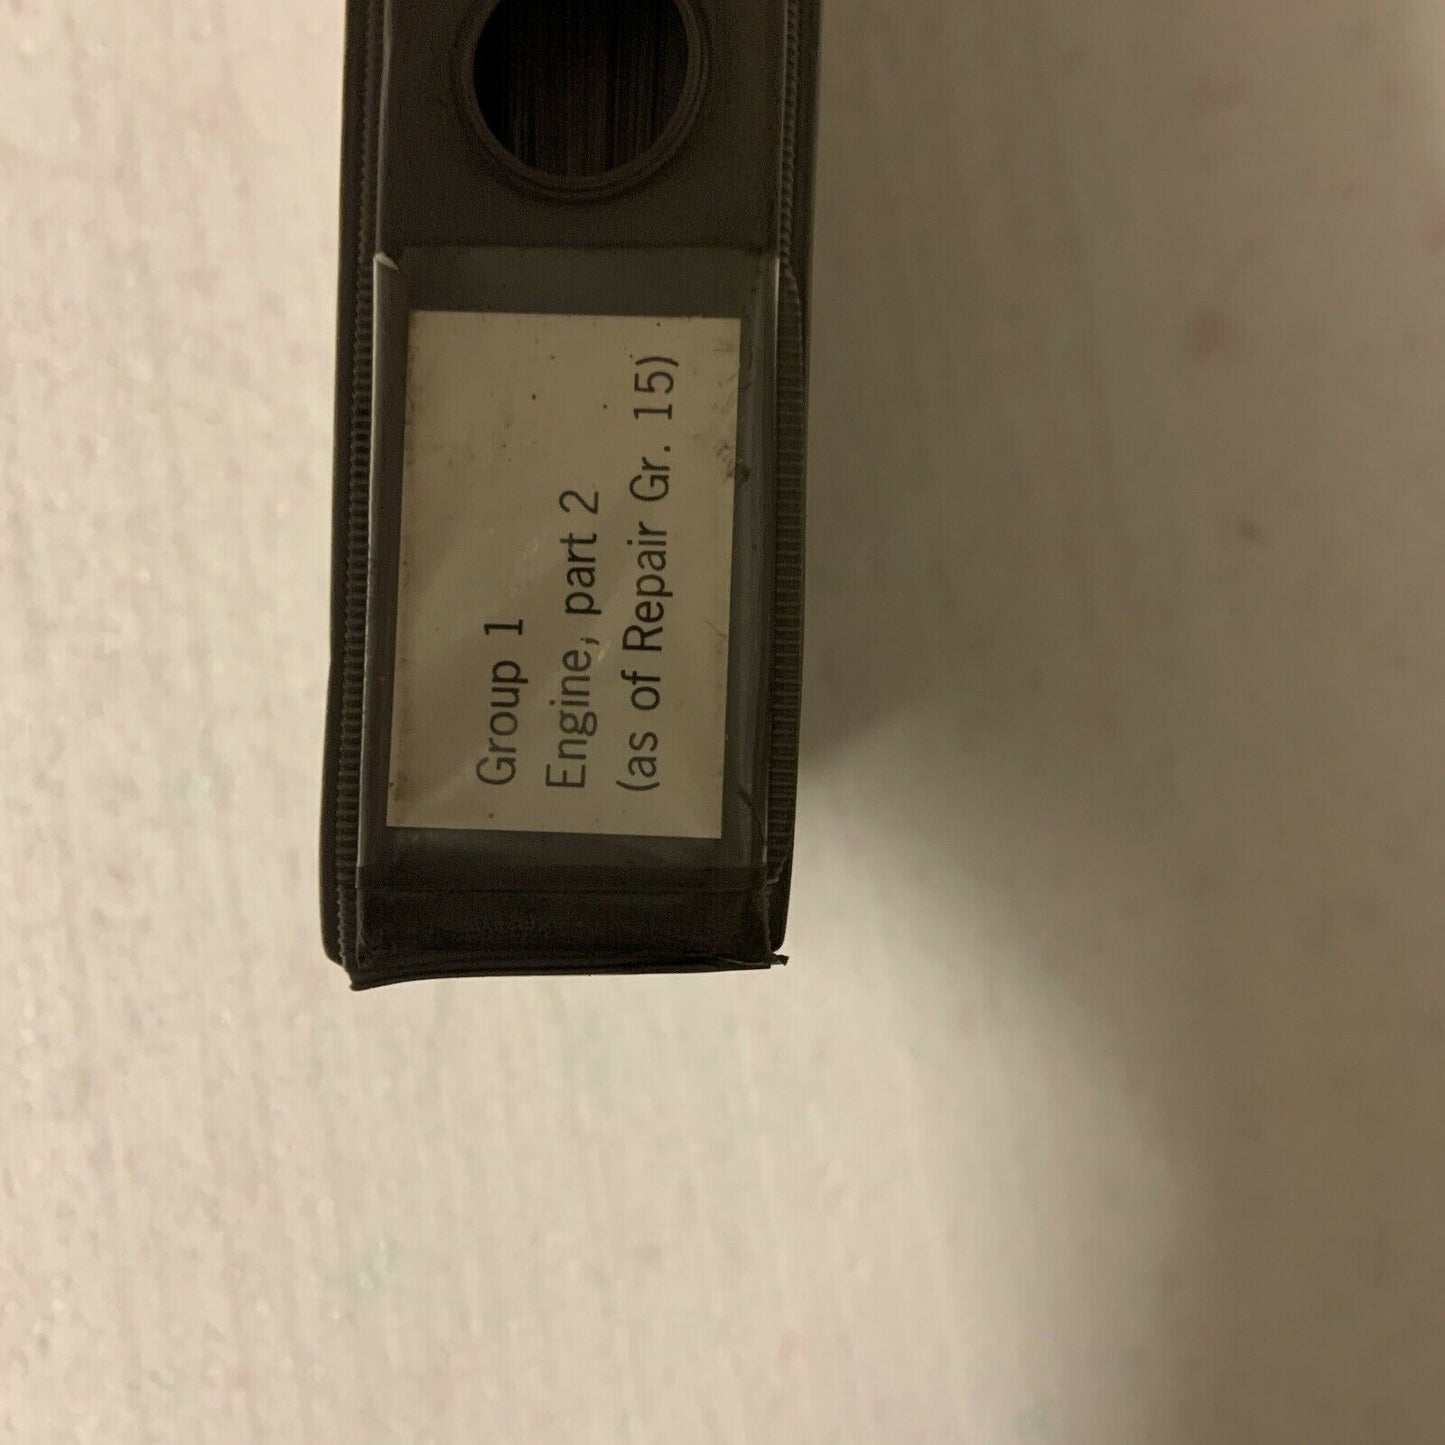 Group 1
Engine, part 2
(as of Repair Gr. 15)